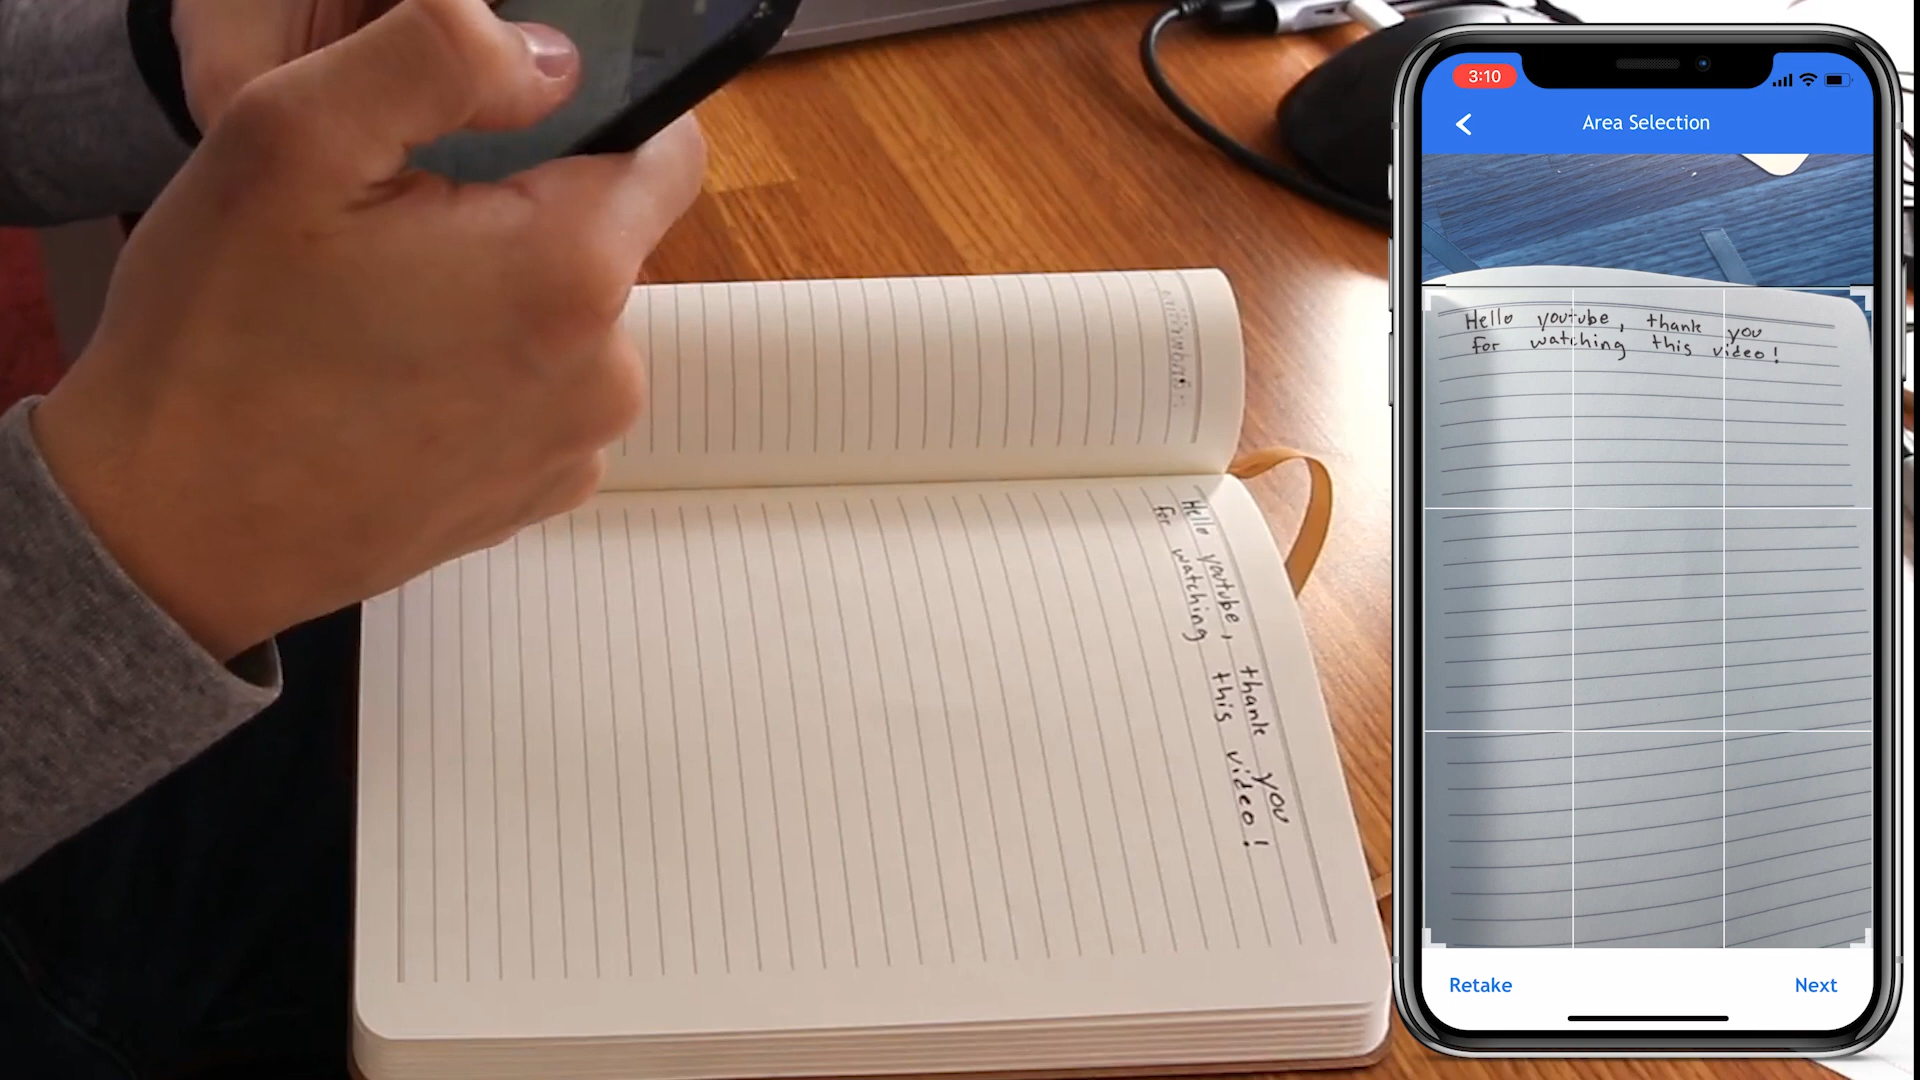 Hello youtube, thank you
for watching this video!
3:10
Area Selection
Hello youtube, thank you
for watching this video!
Retake
Next